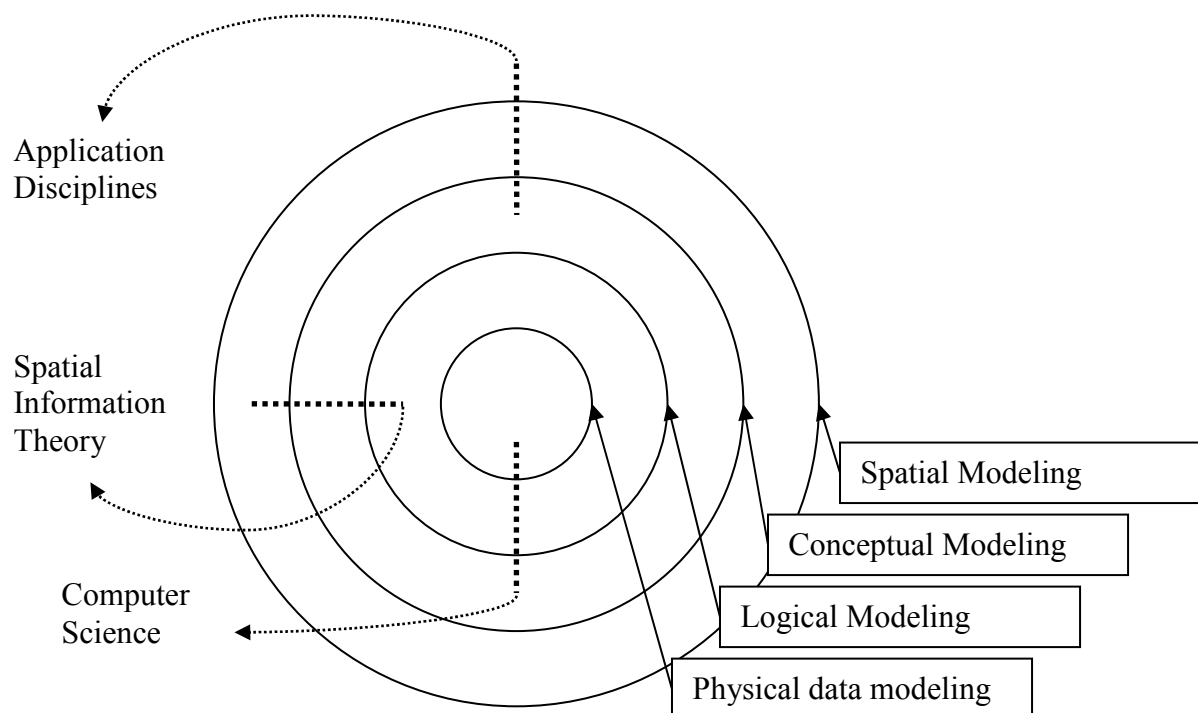 Application
Disciplines
Spatial
Information
Theory
Spatial Modeling
Conceptual Modeling
Computer
Science
Logical Modeling
Physical data modeling